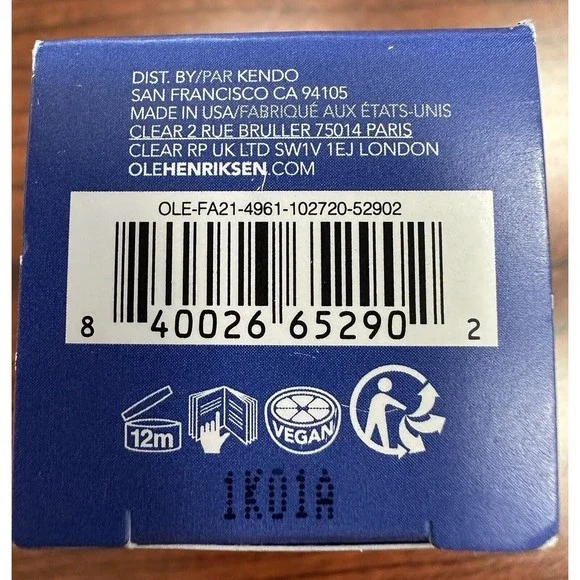 DIST. BY/PAR KENDO
SAN FRANCISCO CA 94105
MADE IN USA/FABRIQUÉ AUX ÉTATS-UNIS
CLEAR 2 RUE BRULLER 75014 PARIS
CLEAR RP UK LTD SW1V 1EJ LONDON
OLEHENRIKSEN.COM
OLE-FA21-4961-102720-52902
8 40026 65290 2
12m
VEGAN
1K01A